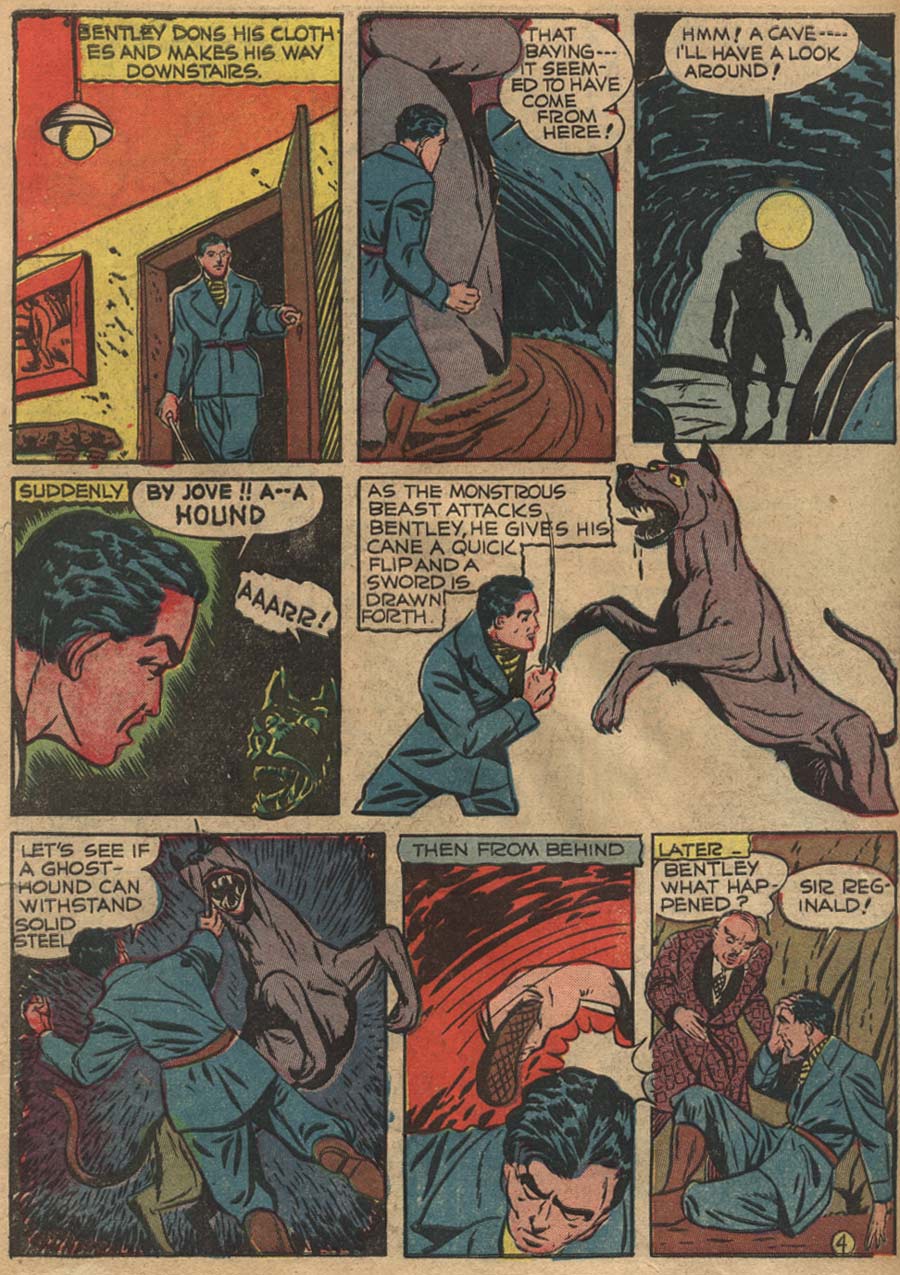 BENTLEY DONS HIS CLOTH-
ES AND MAKES HIS WAY
DOWNSTAIRS.
THAT
BAYING---
IT SEEM-
ED TO HAVE
COME
FROM
HERE!
HMM! A CAVE----
I'LL HAVE A LOOK
AROUND!
SUDDENLY
BY JOVE!! A--A
HOUND
AAARR!
AS THE MONSTROUS
BEAST ATTACKS
BENTLEY, HE GIVES HIS
CANE A QUICK
FLIP AND A
SWORD IS
DRAWN
FORTH.
LET'S SEE IF
A GHOST-
HOUND CAN
WITHSTAND
SOLID
STEEL
THEN FROM BEHIND
LATER -
BENTLEY
WHAT HAP-
PENED?
SIR REG-
INALD!
4